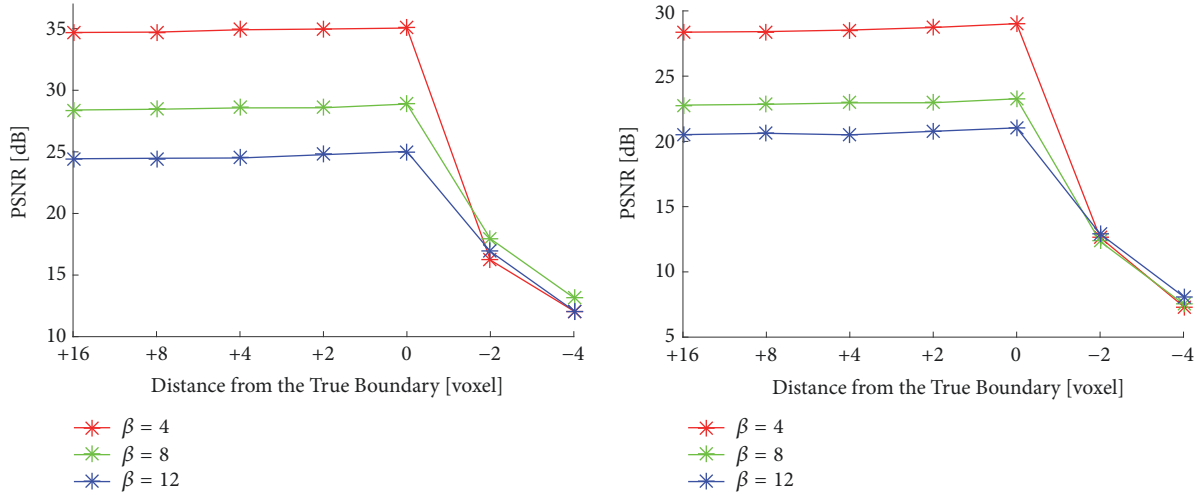 35
30
25
20
15
10
PSNR [dB]
+16 +8 +4 +2 0 −2 −4
Distance from the True Boundary [voxel]
β = 4
β = 8
β = 12
30
25
20
15
10
5
PSNR [dB]
+16 +8 +4 +2 0 −2 −4
Distance from the True Boundary [voxel]
β = 4
β = 8
β = 12